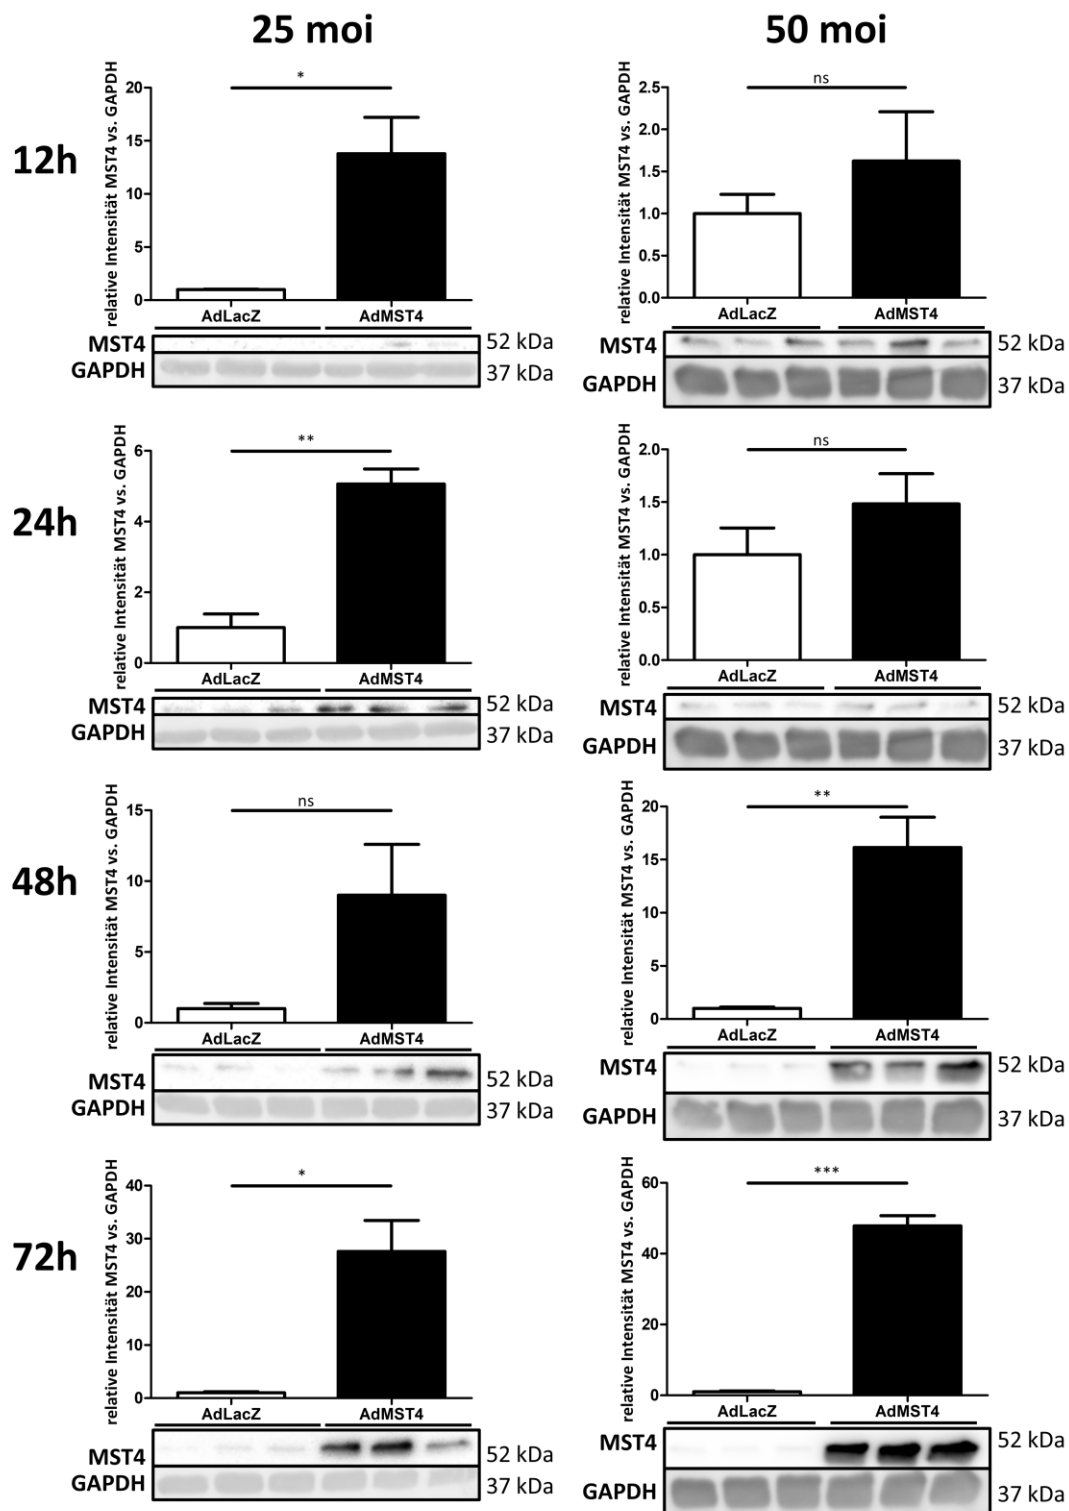 25 moi
50 moi
12h
relative Intensität MST4 vs. GAPDH
20
15
10
5
0
*
AdLacZ
AdMST4
MST4
52 kDa
GAPDH
37 kDa
relative Intensität MST4 vs. GAPDH
2.5
2.0
1.5
1.0
0.5
0.0
ns
AdLacZ
AdMST4
MST4
52 kDa
GAPDH
37 kDa
24h
relative Intensität MST4 vs. GAPDH
6
4
2
0
**
AdLacZ
AdMST4
MST4
52 kDa
GAPDH
37 kDa
relative Intensität MST4 vs. GAPDH
2.0
1.5
1.0
0.5
0.0
ns
AdLacZ
AdMST4
MST4
52 kDa
GAPDH
37 kDa
48h
relative Intensität MST4 vs. GAPDH
15
10
5
0
ns
AdLacZ
AdMST4
MST4
52 kDa
GAPDH
37 kDa
relative Intensität MST4 vs. GAPDH
20
15
10
5
0
**
AdLacZ
AdMST4
MST4
52 kDa
GAPDH
37 kDa
72h
relative Intensität MST4 vs. GAPDH
40
30
20
10
0
*
AdLacZ
AdMST4
MST4
52 kDa
GAPDH
37 kDa
relative Intensität MST4 vs. GAPDH
60
40
20
0
***
AdLacZ
AdMST4
MST4
52 kDa
GAPDH
37 kDa